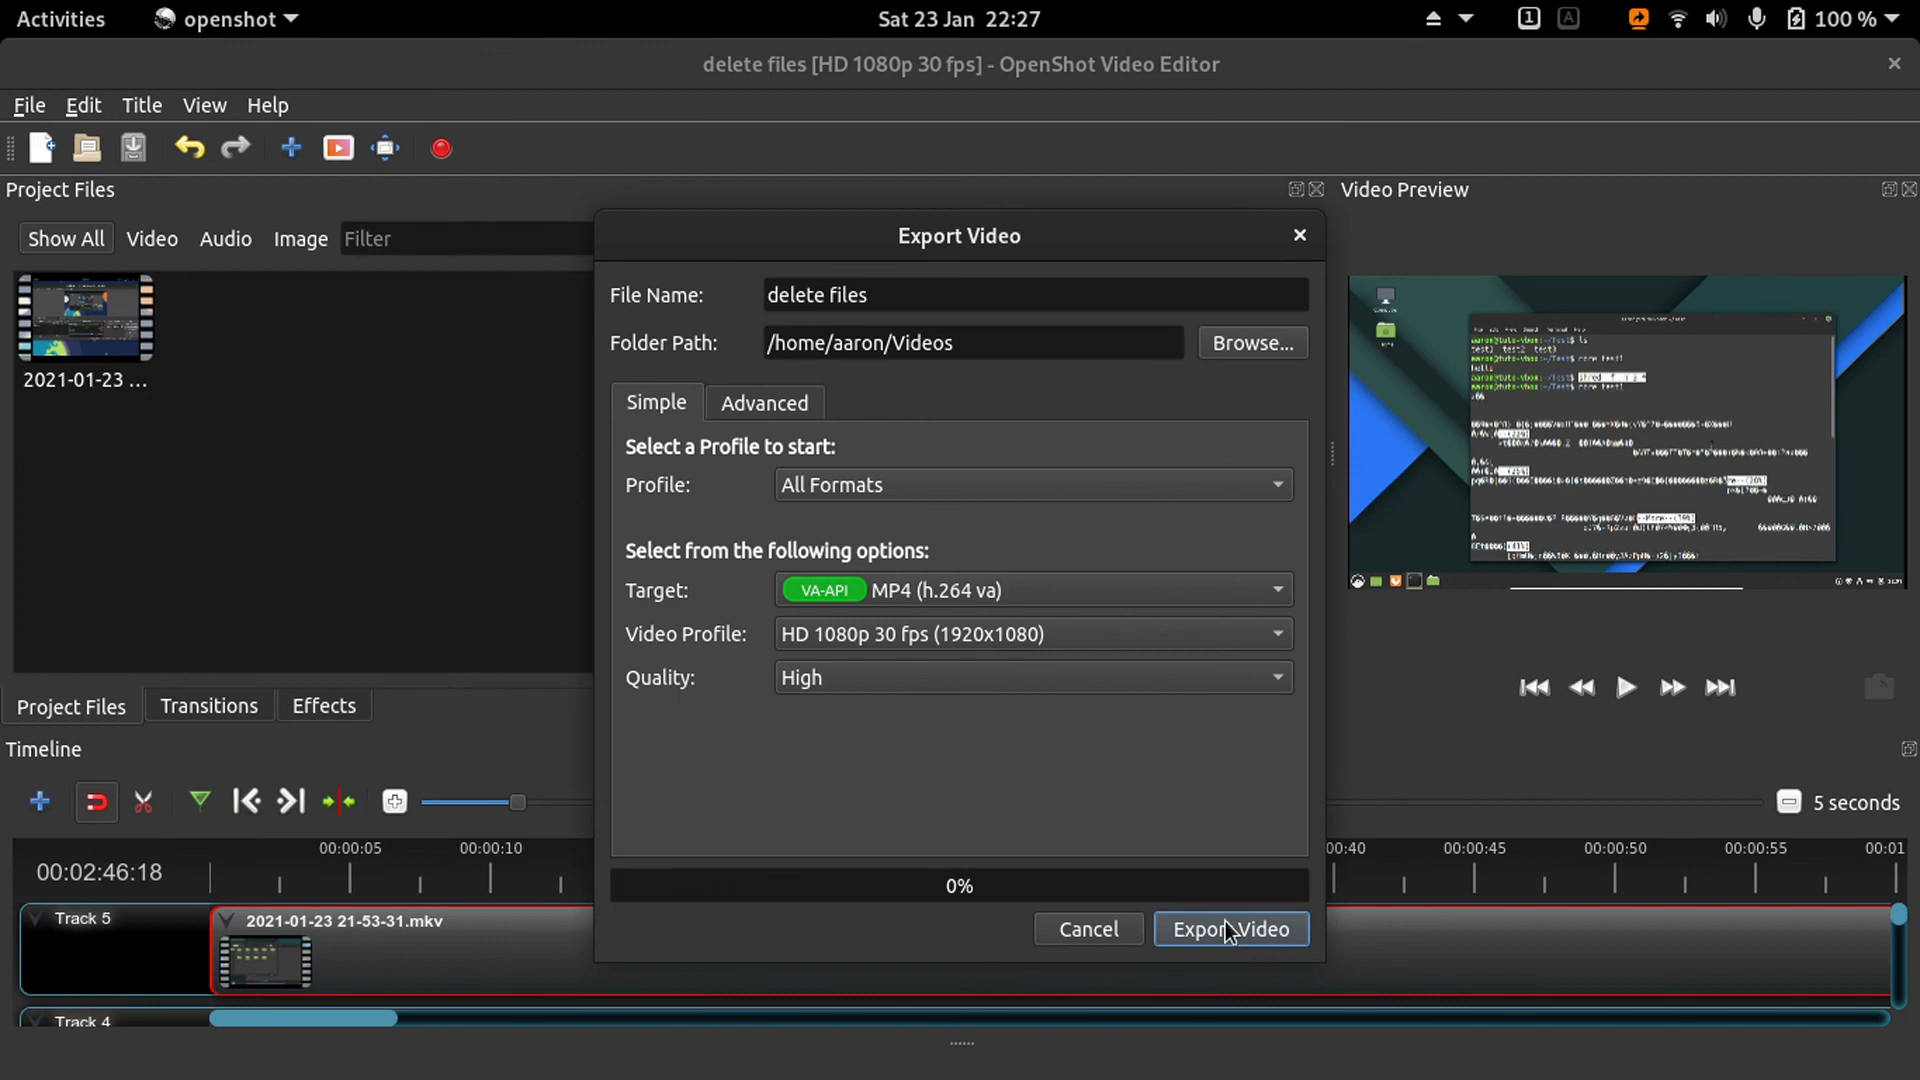 Activities openshot Sat 23 Jan 22:27 1 A 100 %
delete files [HD 1080p 30 fps] - OpenShot Video Editor
File Edit Title View Help
Project Files Video Preview
Show All Video Audio Image Filter
2021-01-23 ...
Export Video
File Name: delete files
Folder Path: /home/aaron/Videos Browse...
Simple Advanced
Select a Profile to start:
Profile: All Formats
Select from the following options:
Target: VA-API MP4 (h.264 va)
Video Profile: HD 1080p 30 fps (1920x1080)
Quality: High
0%
Cancel Export Video
Project Files Transitions Effects
Timeline
5 seconds
00:02:46:18 00:00:05 00:00:10 00:40 00:00:45 00:00:50 00:00:55 00:01
Track 5 2021-01-23 21-53-31.mkv
Track 4